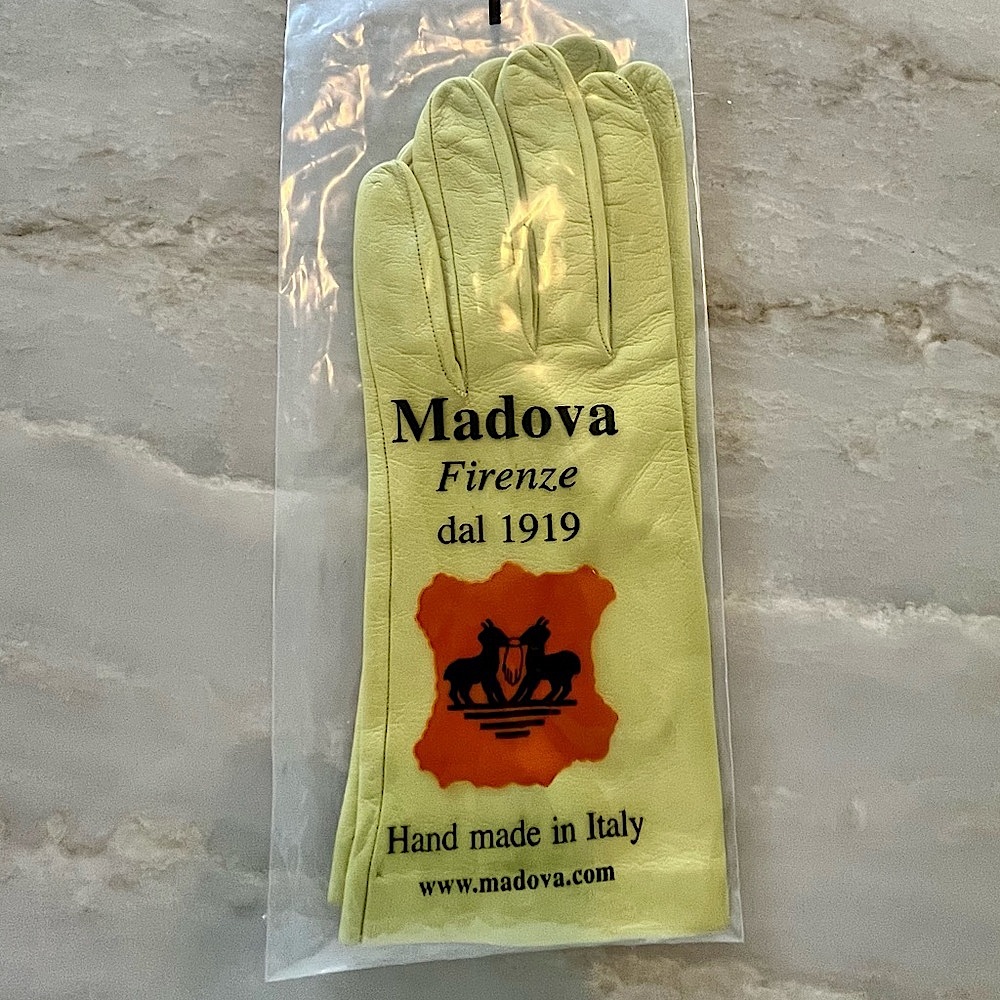 Madova
Firenze
dal 1919
Hand made in Italy
www.madova.com